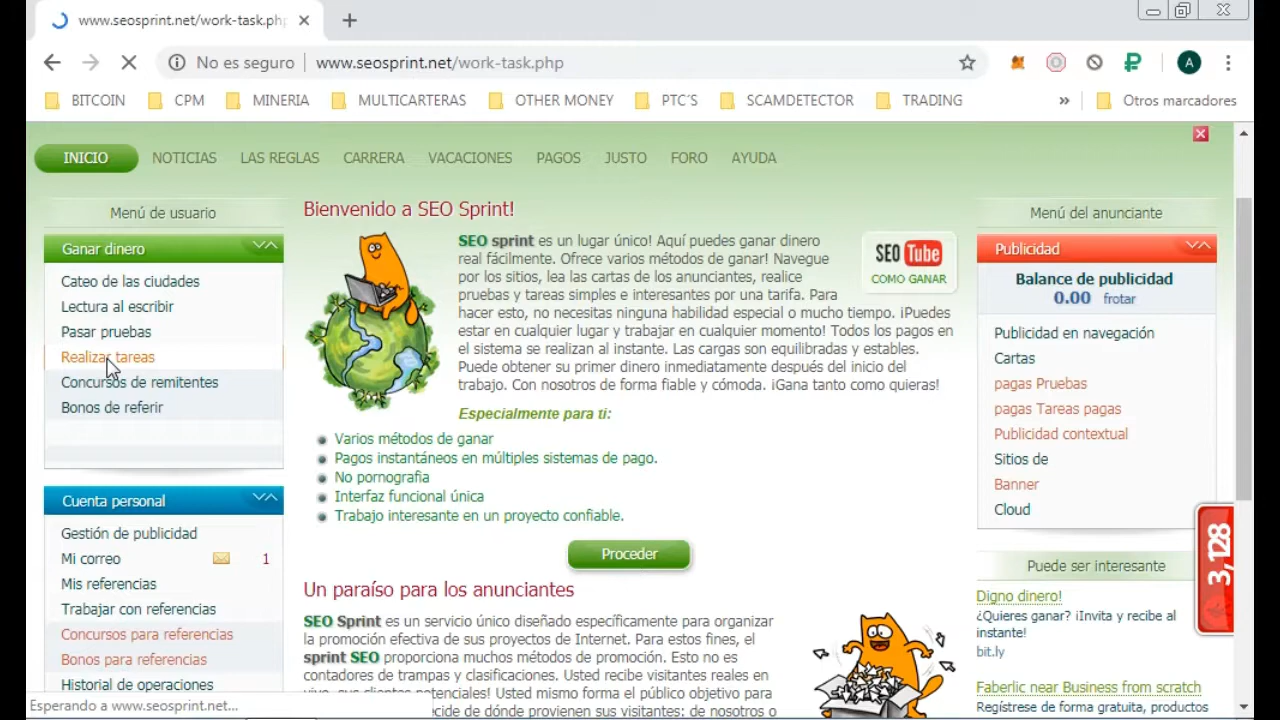 www.seosprint.net/work-task.php
No es seguro
www.seosprint.net/work-task.php
A
BITCOIN
CPM
MINERIA
MULTICARTERAS
OTHER MONEY
PTC´S
SCAMDETECTOR
TRADING
»
Otros marcadores
INICIO
NOTICIAS
LAS REGLAS
CARRERA
VACACIONES
PAGOS
JUSTO
FORO
AYUDA
Menú de usuario
Ganar dinero
Cateo de las ciudades
Lectura al escribir
Pasar pruebas
Realizar tareas
Concursos de remitentes
Bonos de referir
Cuenta personal
Gestión de publicidad
Mi correo 1
Mis referencias
Trabajar con referencias
Concursos para referencias
Bonos para referencias
Historial de operaciones
Esperando a www.seosprint.net...
Bienvenido a SEO Sprint!
SEO sprint es un lugar único! Aquí puedes ganar dinero
real fácilmente. Ofrece varios métodos de ganar! Navegue
por los sitios, lea las cartas de los anunciantes, realice
pruebas y tareas simples e interesantes por una tarifa. Para
hacer esto, no necesitas ninguna habilidad especial o mucho tiempo. ¡Puedes
estar en cualquier lugar y trabajar en cualquier momento! Todos los pagos en
el sistema se realizan al instante. Las cargas son equilibradas y estables.
Puede obtener su primer dinero inmediatamente después del inicio del
trabajo. Con nosotros de forma fiable y cómoda. ¡Gana tanto como quieras!
SEO Tube
COMO GANAR
Especialmente para ti:
Varios métodos de ganar
Pagos instantáneos en múltiples sistemas de pago.
No pornografia
Interfaz funcional única
Trabajo interesante en un proyecto confiable.
Proceder
Un paraíso para los anunciantes
SEO Sprint es un servicio único diseñado específicamente para organizar
la promoción efectiva de sus proyectos de Internet. Para estos fines, el
sprint SEO proporciona muchos métodos de promoción. Esto no es
contadores de trampas y clasificaciones. Usted recibe visitantes reales en
vivo, sus clientes potenciales! Usted mismo forma el público objetivo para
decide de dónde provienen sus visitantes: de nosotros o
Menú del anunciante
Publicidad
Balance de publicidad
0.00 frotar
Publicidad en navegación
Cartas
pagas Pruebas
pagas Tareas pagas
Publicidad contextual
Sitios de
Banner
Cloud
3,128
Puede ser interesante
Digno dinero!
¿Quieres ganar? ¡Invita y recibe al
instante!
bit.ly
Faberlic near Business from scratch
Regístrese de forma gratuita, productos